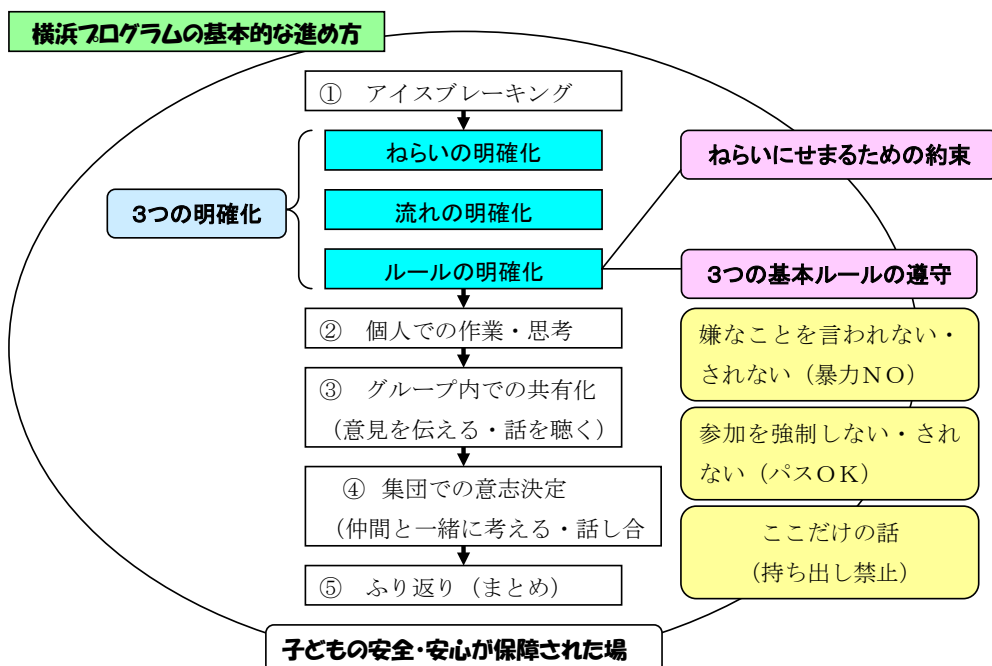 横浜プログラムの基本的な進め方
① アイスブレーキング
ねらいの明確化
ねらいにせまるための約束
3つの明確化
流れの明確化
ルールの明確化
3つの基本ルールの遵守
② 個人での作業・思考
嫌なことを言われない・
されない（暴力ＮＯ）
③ グループ内での共有化
（意見を伝える・話を聴く）
参加を強制しない・され
ない（パスＯＫ）
④ 集団での意志決定
（仲間と一緒に考える・話し合
ここだけの話
（持ち出し禁止）
⑤ ふり返り（まとめ）
子どもの安全・安心が保障された場